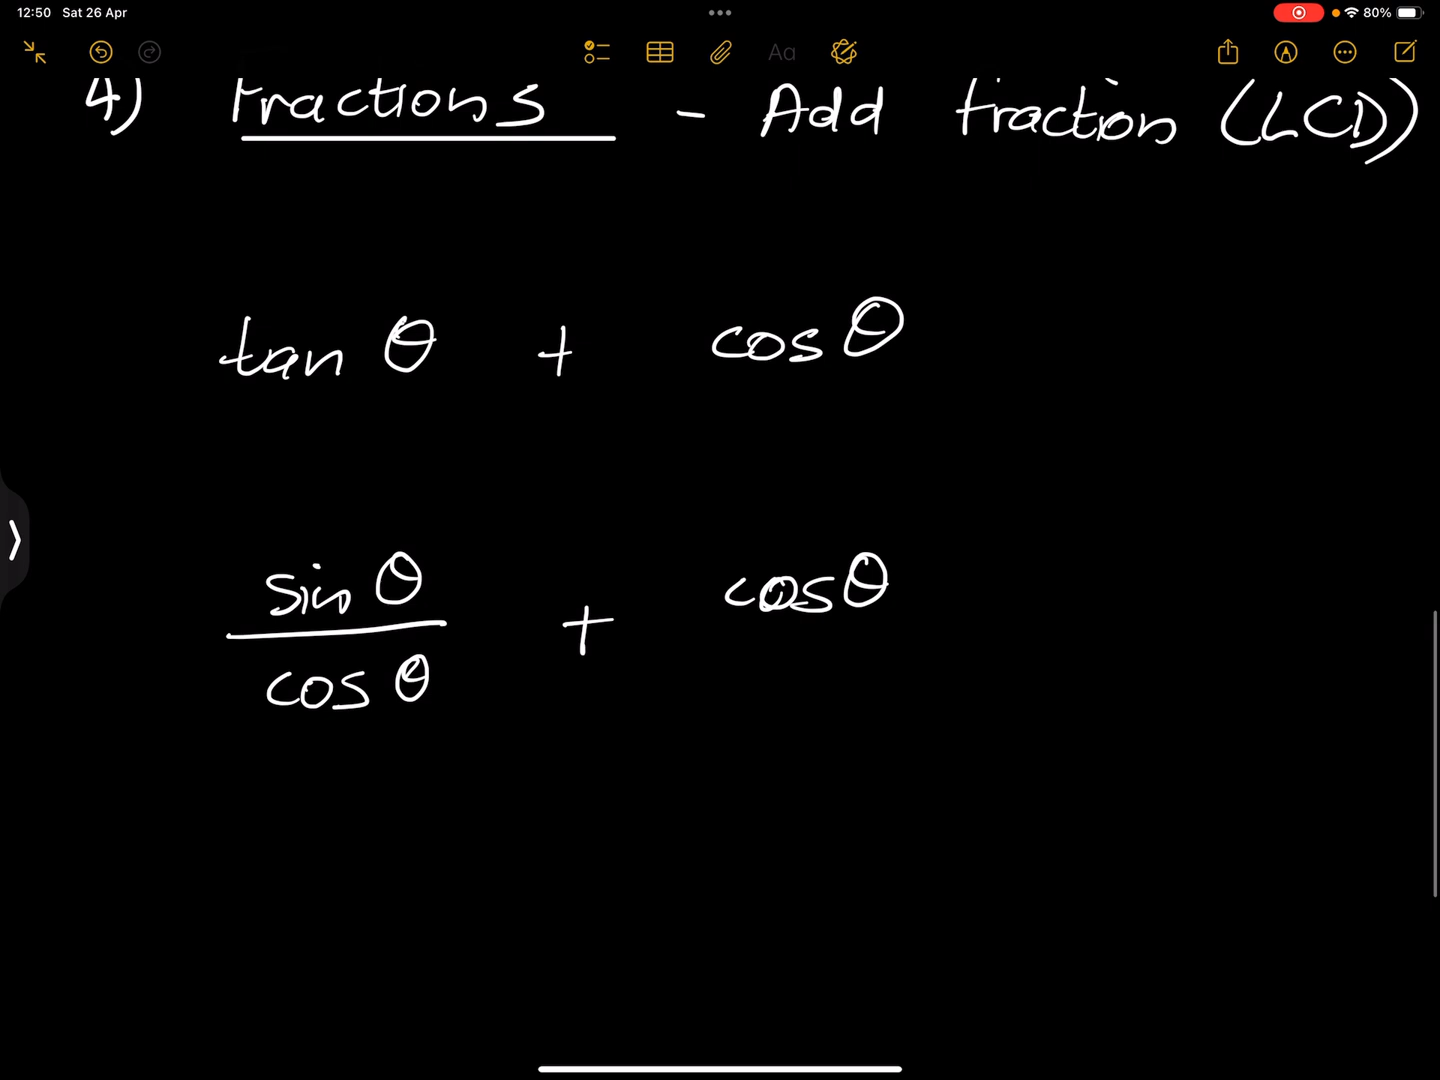 12:50 Sat 26 Apr 80%
Aa
4) Fractions - Add fraction (LCD)
tan θ + cos θ
sin θ
+ cos θ
cos θ